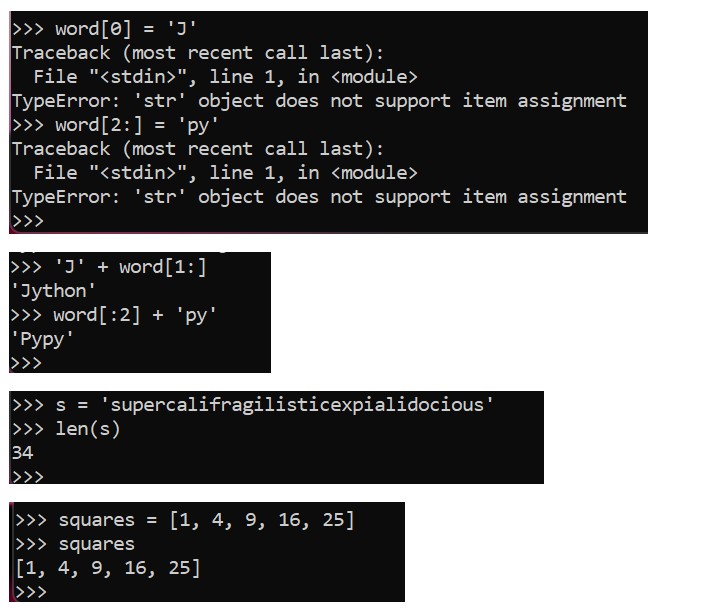 >>> word[0] = 'J'
Traceback (most recent call last):
  File "<stdin>", line 1, in <module>
TypeError: 'str' object does not support item assignment
>>> word[2:] = 'py'
Traceback (most recent call last):
  File "<stdin>", line 1, in <module>
TypeError: 'str' object does not support item assignment
>>>
>>> 'J' + word[1:]
'Jython'
>>> word[:2] + 'py'
'Pypy'
>>>
>>> s = 'supercalifragilisticexpialidocious'
>>> len(s)
34
>>>
>>> squares = [1, 4, 9, 16, 25]
>>> squares
[1, 4, 9, 16, 25]
>>>